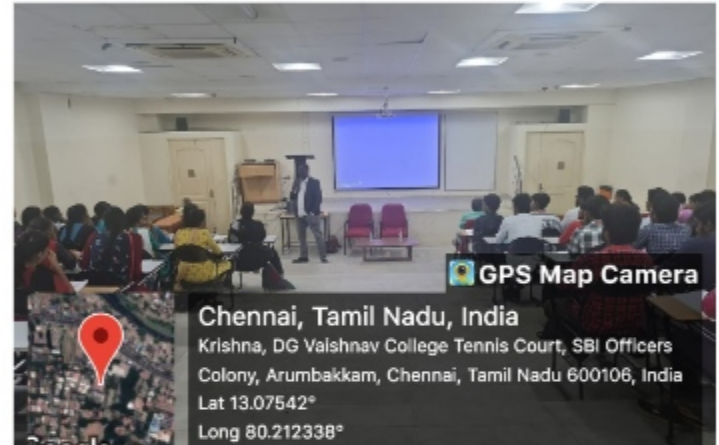 GPS Map Camera
Chennai, Tamil Nadu, India
Krishna, DG Vaishnav College Tennis Court, SBI Officers
Colony, Arumbakkam, Chennai, Tamil Nadu 600106, India
Lat 13.07542°
Long 80.212338°